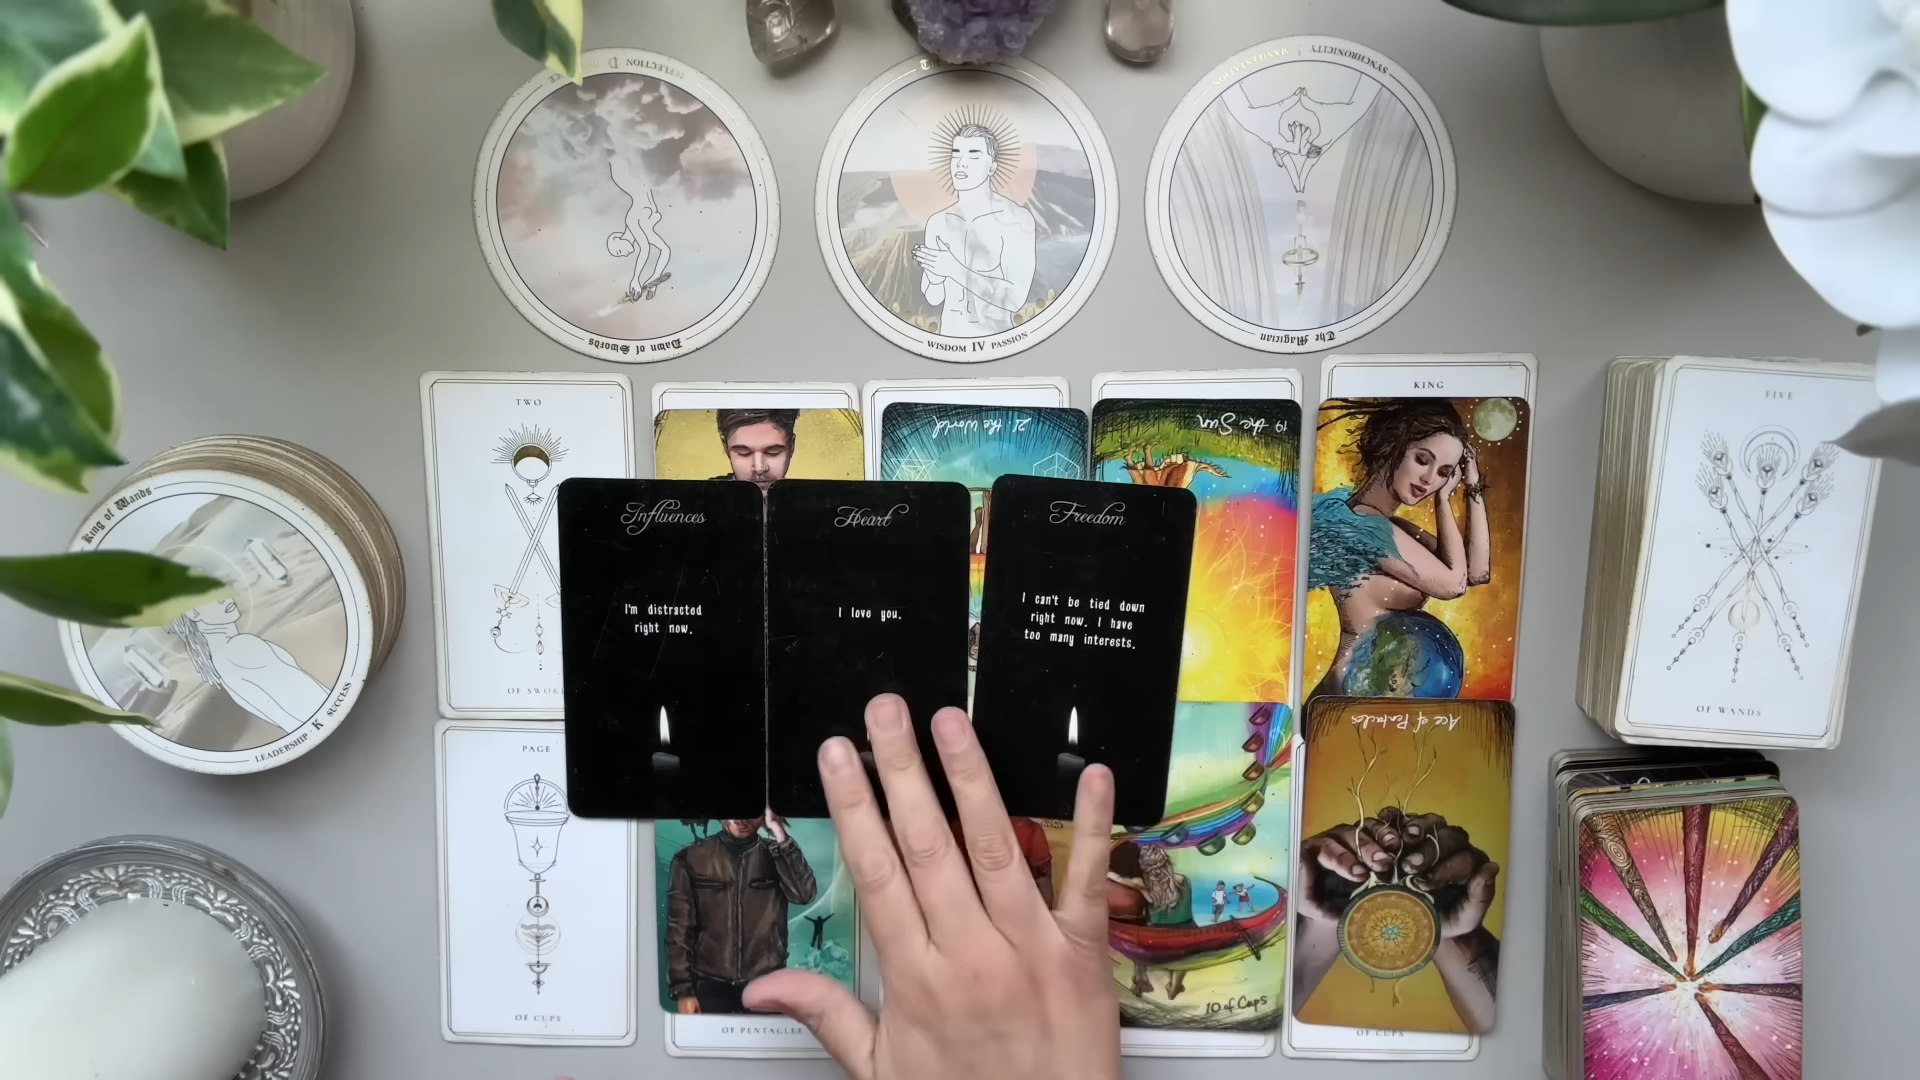 REFLECTION D
Dawn of Swords
The
WISDOM IV PASSION
SYNCHRONICITY I MANIFESTATION
The Magician
King of Wands
LEADERSHIP · K SUCCESS
TWO
OF SWORDS
21 the World
19 the Sun
KING
FIVE
OF WANDS
Influences
I'm distracted
right now.
Heart
I love you.
Freedom
I can't be tied down
right now. I have
too many interests.
PAGE
OF CUPS
OF PENTACLES
10 of Cups
Ace of Pentacles
OF CUPS